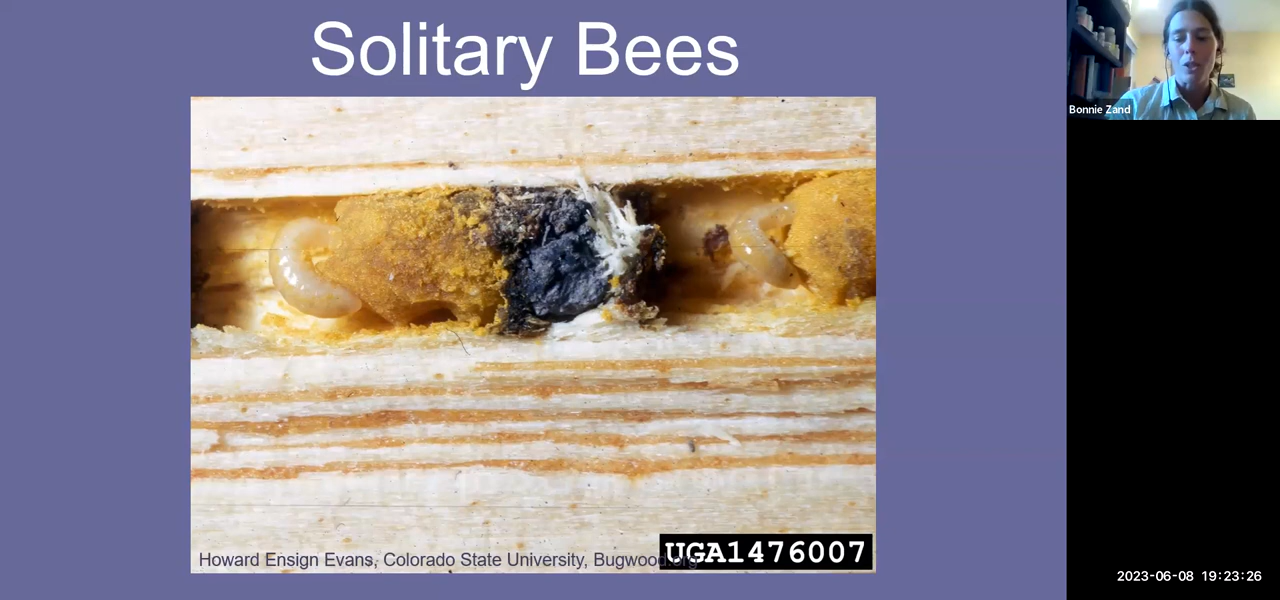 Solitary Bees
Bonnie Zand
Howard Ensign Evans, Colorado State University, Bugwood.org
UGA1476007
2023-06-08 19:23:26